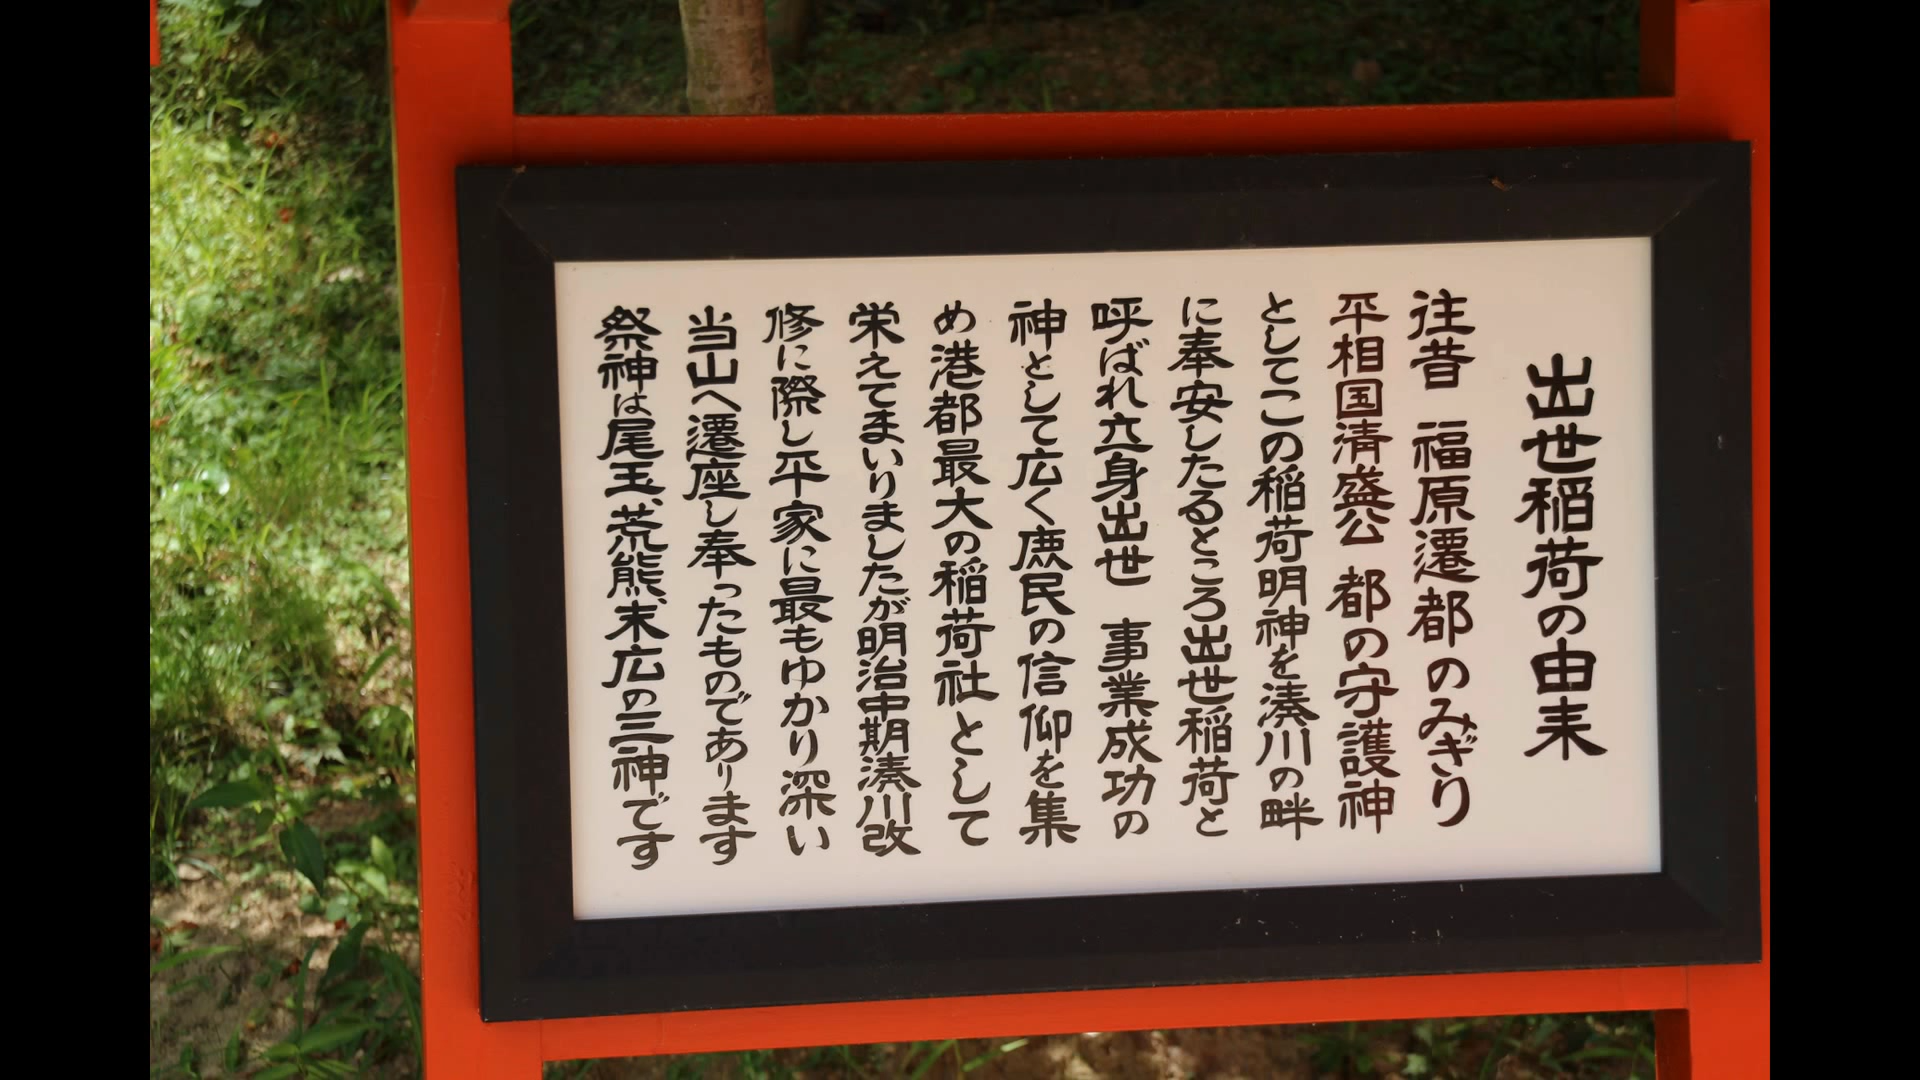 出世稲荷の由来
往昔 福原遷都のみぎり
平相国清盛公 都の守護神
としてこの稲荷明神を湊川の畔
に奉安したるところ出世稲荷と
呼ばれ立身出世 事業成功の
神として広く庶民の信仰を集
め港都最大の稲荷社として
栄えてまいりましたが明治中期湊川改
修に際し平家に最もゆかり深い
当山へ遷座し奉ったものであります
祭神は尾玉、荒熊、末広の三神です